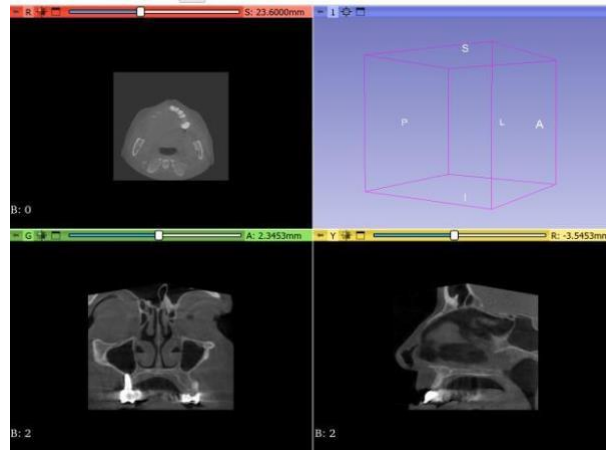 R S: 23.6000mm
1
S
P L A
I
B: 0
G A: 2.3453mm
Y R: -3.5453mm
B: 2
B: 2